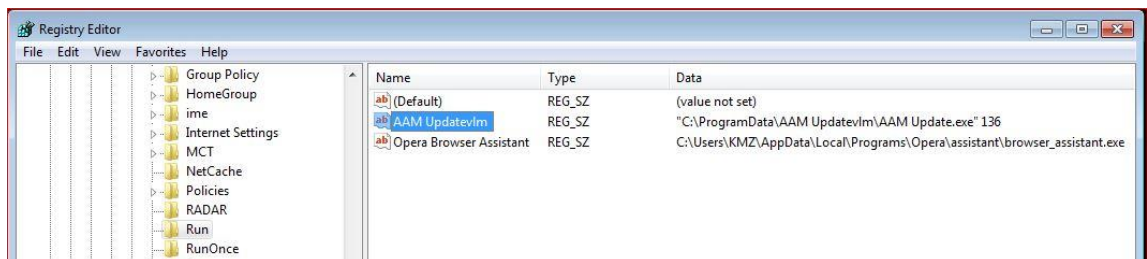 Registry Editor
File Edit View Favorites Help
Group Policy
HomeGroup
ime
Internet Settings
MCT
NetCache
Policies
RADAR
Run
RunOnce
Name Type Data
(Default) REG_SZ (value not set)
AAM Updatevlm REG_SZ "C:\ProgramData\AAM Updatevlm\AAM Update.exe" 136
Opera Browser Assistant REG_SZ C:\Users\KMZ\AppData\Local\Programs\Opera\assistant\browser_assistant.exe